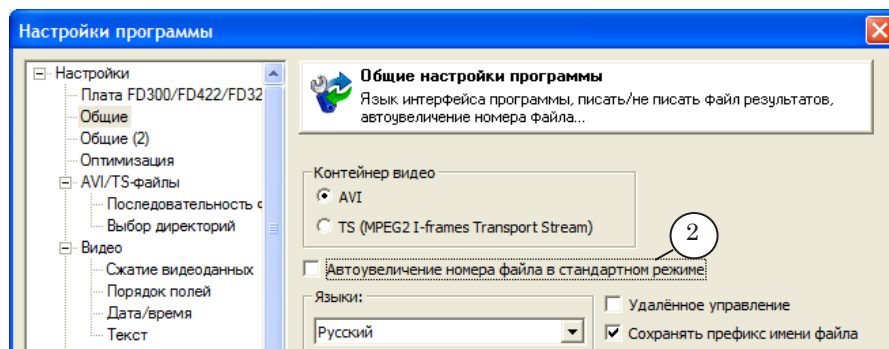 Настройки программы
Настройки
Плата FD300/FD422/FD32
Общие
Общие (2)
Оптимизация
AVI/TS-файлы
Последовательность
Выбор директорий
Видео
Сжатие видеоданных
Порядок полей
Дата/время
Текст
Общие настройки программы
Язык интерфейса программы, писать/не писать файл результатов,
автоувеличение номера файла...
Контейнер видео
AVI
TS (MPEG2 I-frames Transport Stream)
2
Автоувеличение номера файла в стандартном режиме
Языки:
Русский
Удалённое управление
Сохранять префикс имени файла